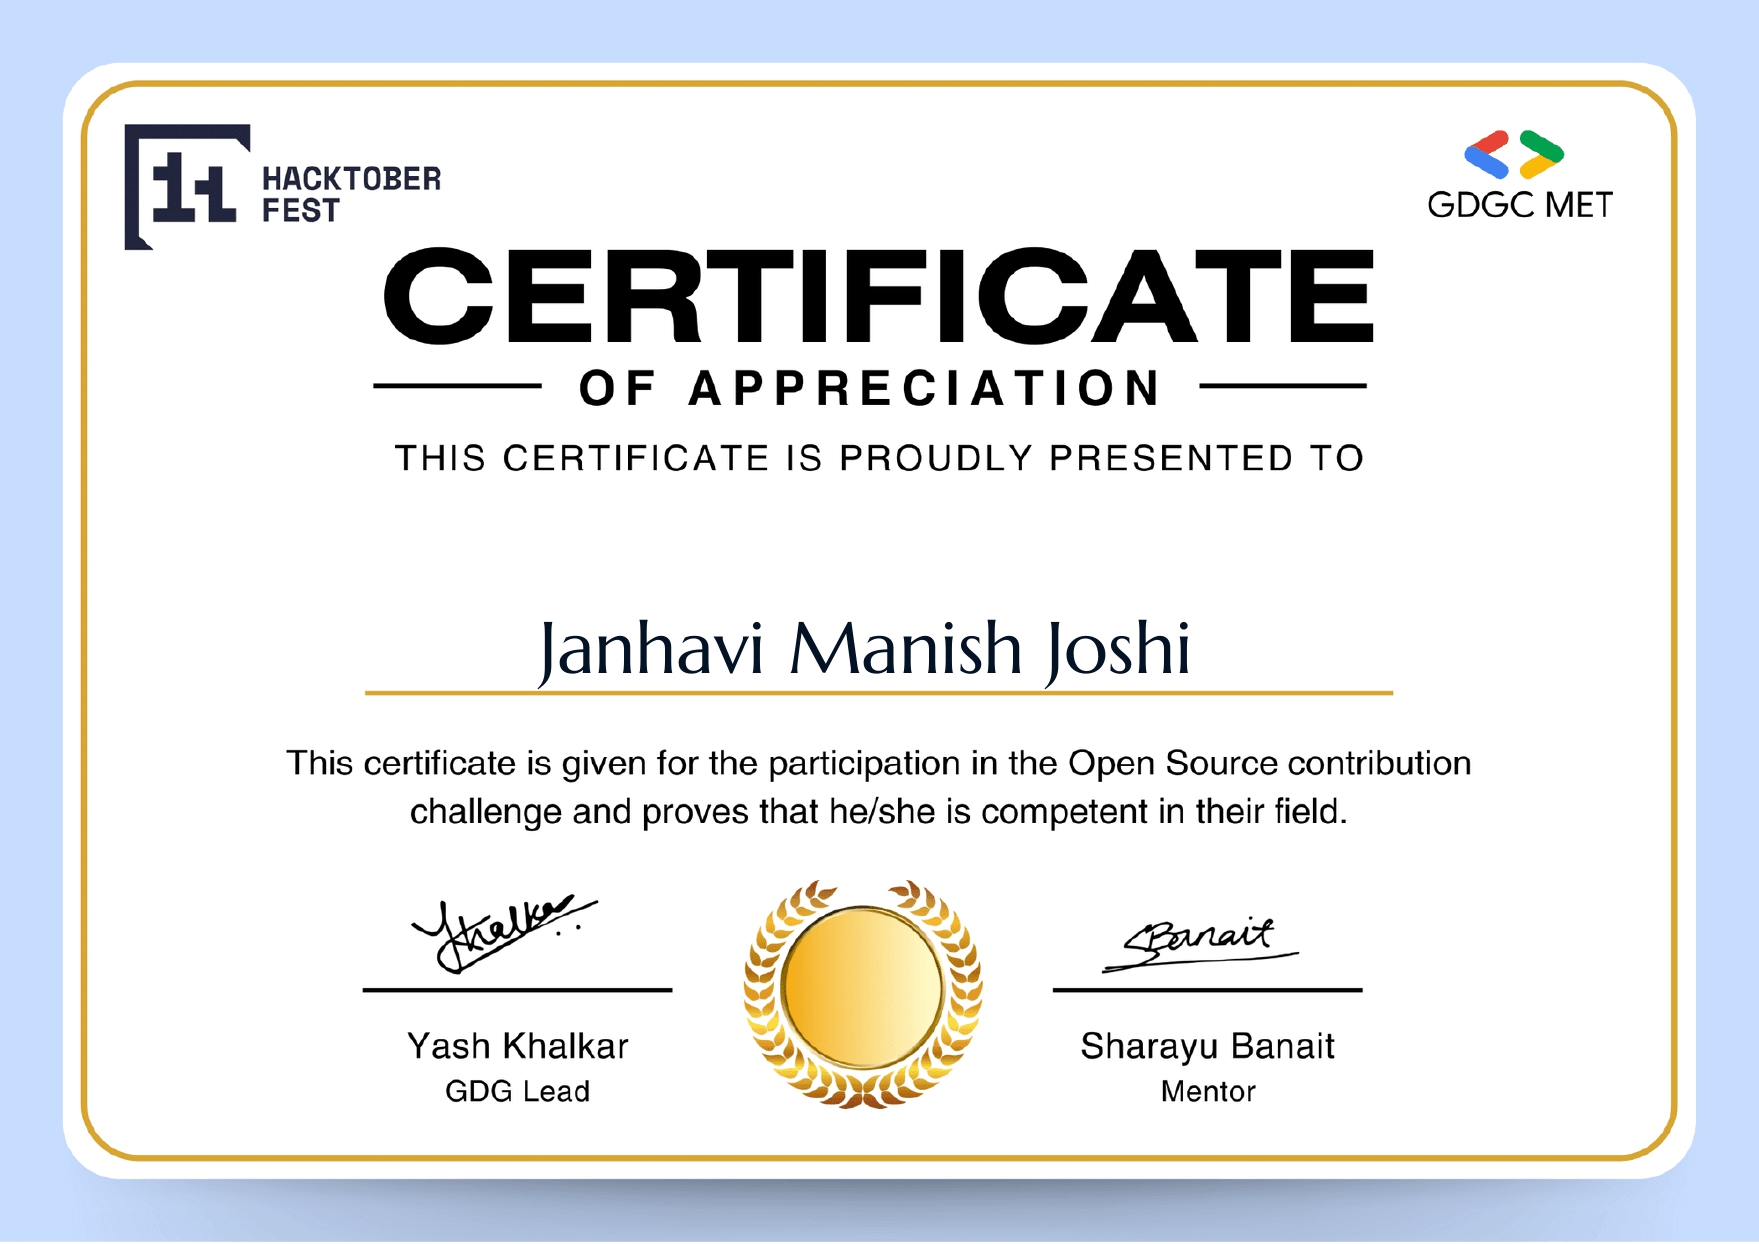 HACKTOBER
FEST
GDGC MET
CERTIFICATE
OF APPRECIATION
THIS CERTIFICATE IS PROUDLY PRESENTED TO
Janhavi Manish Joshi
This certificate is given for the participation in the Open Source contribution
challenge and proves that he/she is competent in their field.
YKhalkar
SBanait
Yash Khalkar
GDG Lead
Sharayu Banait
Mentor